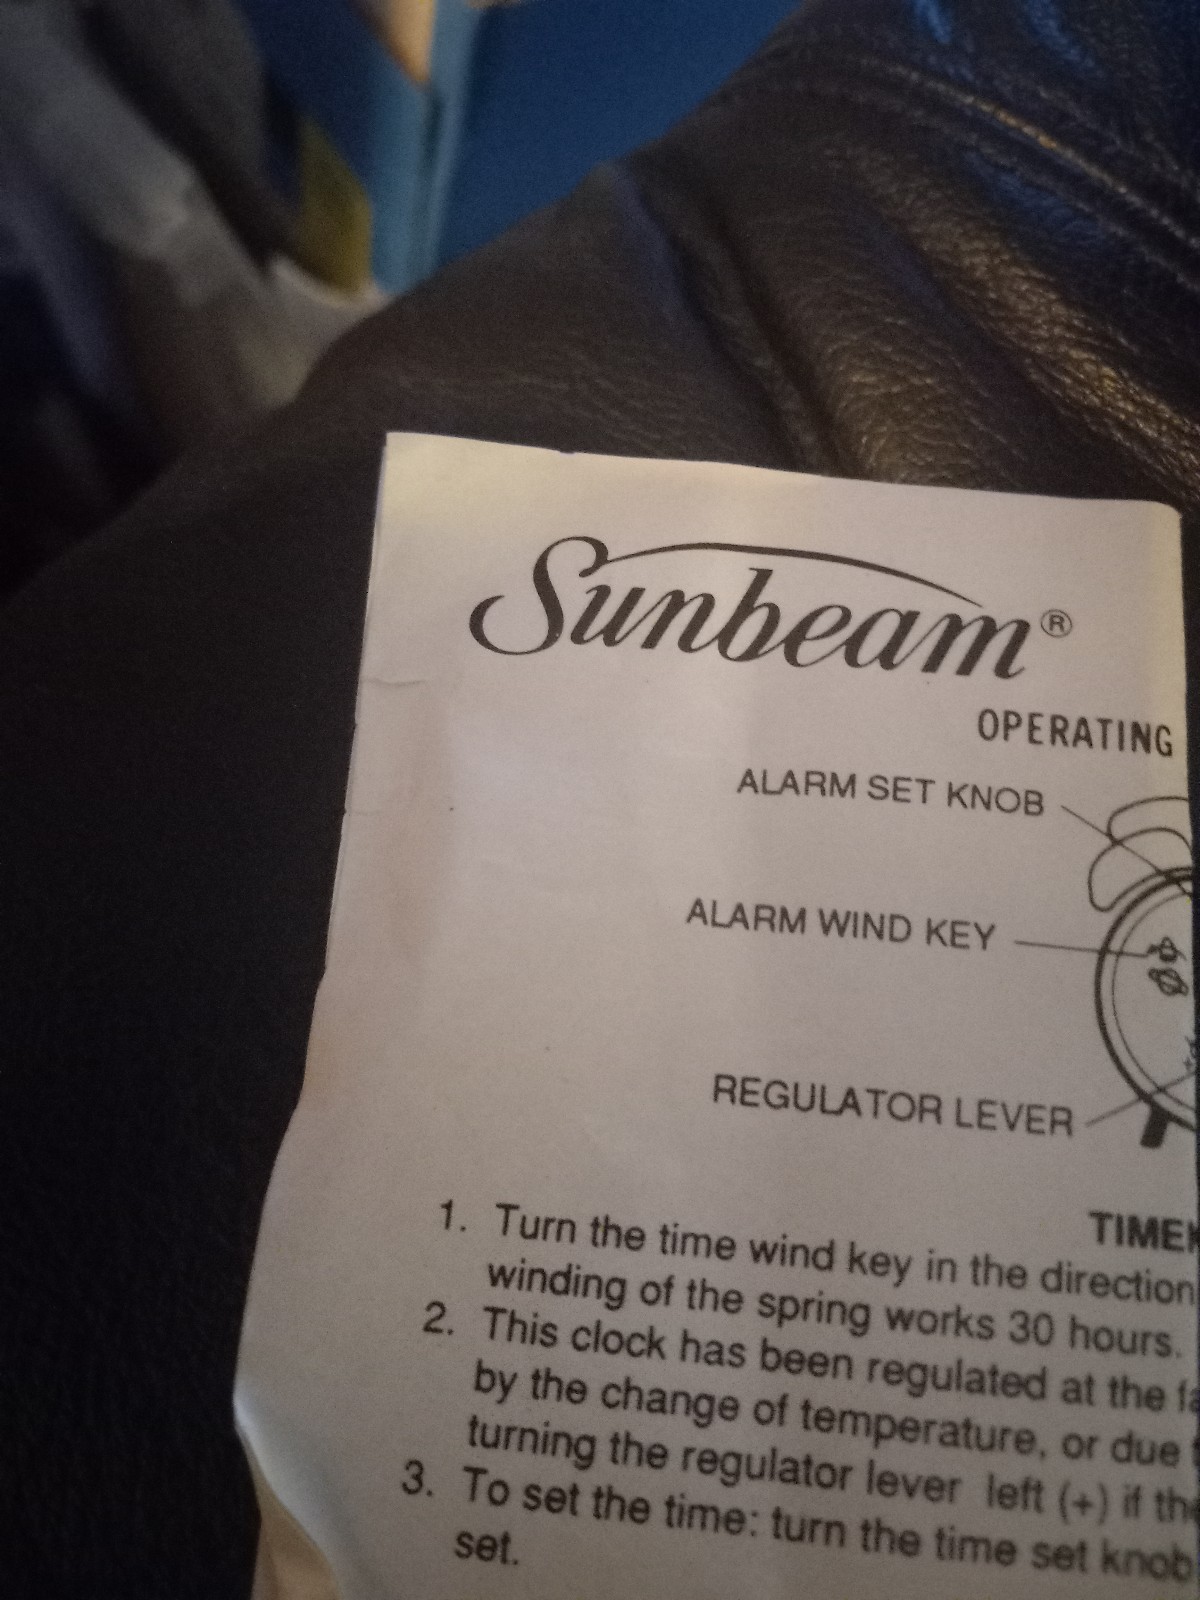 Sunbeam®
OPERATING
ALARM SET KNOB
ALARM WIND KEY
REGULATOR LEVER
1. Turn the time wind key in the direction
winding of the spring works 30 hours.
2. This clock has been regulated at the
by the change of temperature, or due
turning the regulator lever left (+) if
3. To set the time: turn the time set knob
set.